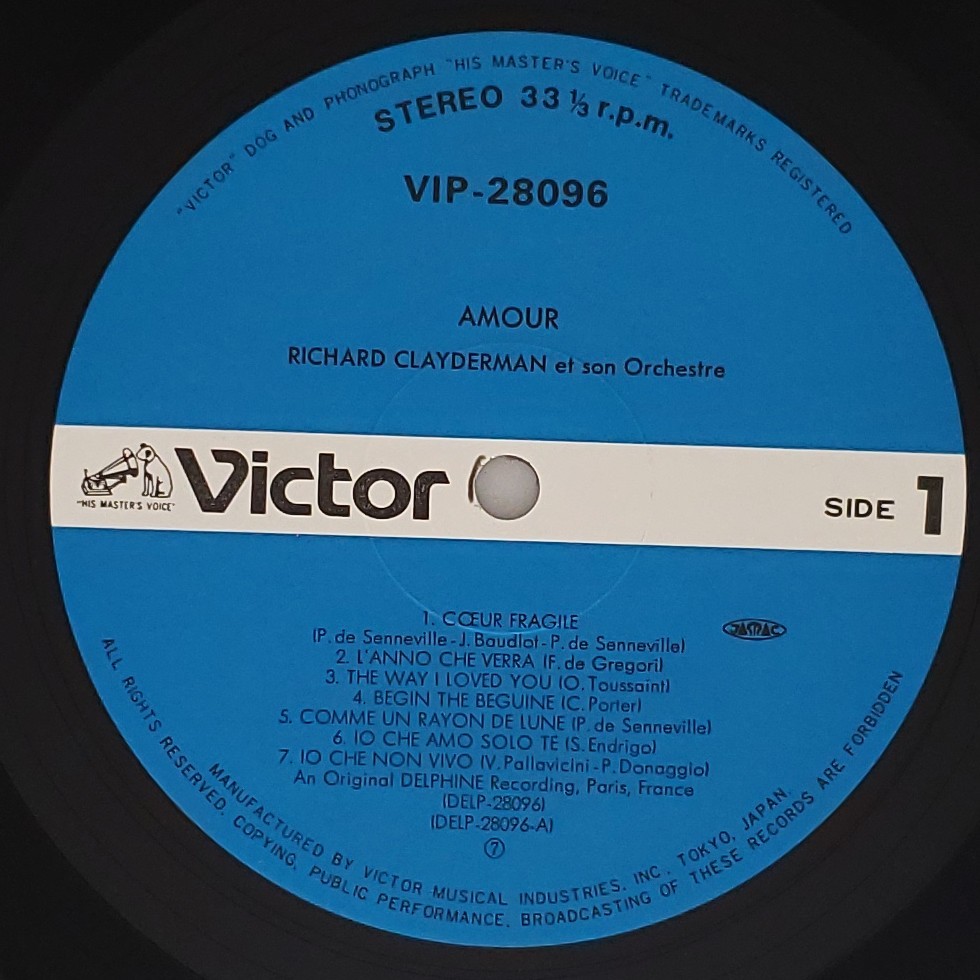 "VICTOR" DOG AND PHONOGRAPH "HIS MASTER'S VOICE" TRADEMARKS REGISTERED
STEREO 33 ⅓ r.p.m.
VIP-28096
AMOUR
RICHARD CLAYDERMAN et son Orchestre
"HIS MASTER'S VOICE"
Victor
SIDE 1
1. CŒUR FRAGILE
(P. de Senneville-J. Baudlot-P. de Senneville)
JASRAC
2. L'ANNO CHE VERRA (F. de Gregori)
3. THE WAY I LOVED YOU (O. Toussaint)
4. BEGIN THE BEGUINE (C. Porter)
5. COMME UN RAYON DE LUNE (P. de Senneville)
6. IO CHE AMO SOLO TE (S. Endrigo)
7. IO CHE NON VIVO (V. Pallavicini-P. Donaggio)
An Original DELPHINE Recording, Paris, France
(DELP-28096)
(DELP-28096-A)
⑦
MANUFACTURED BY VICTOR MUSICAL INDUSTRIES, INC., TOKYO, JAPAN.
ALL RIGHTS RESERVED. COPYING, PUBLIC PERFORMANCE, BROADCASTING OF THESE RECORDS ARE FORBIDDEN